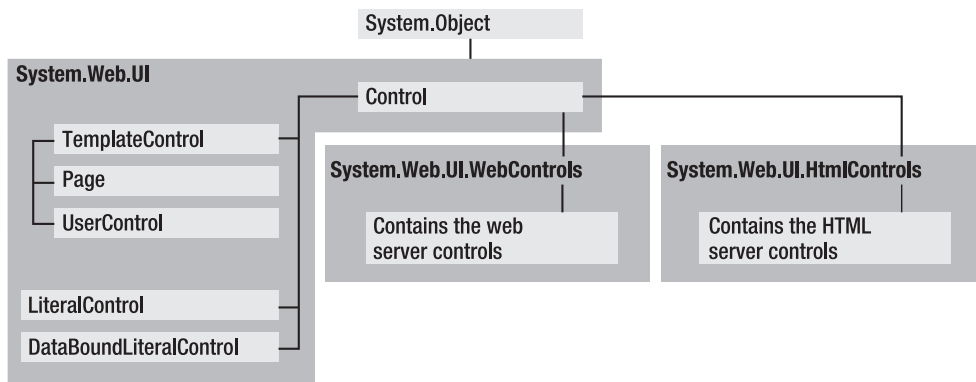 System.Object
System.Web.UI
Control
TemplateControl
Page
UserControl
LiteralControl
DataBoundLiteralControl
System.Web.UI.WebControls
Contains the web
server controls
System.Web.UI.HtmlControls
Contains the HTML
server controls